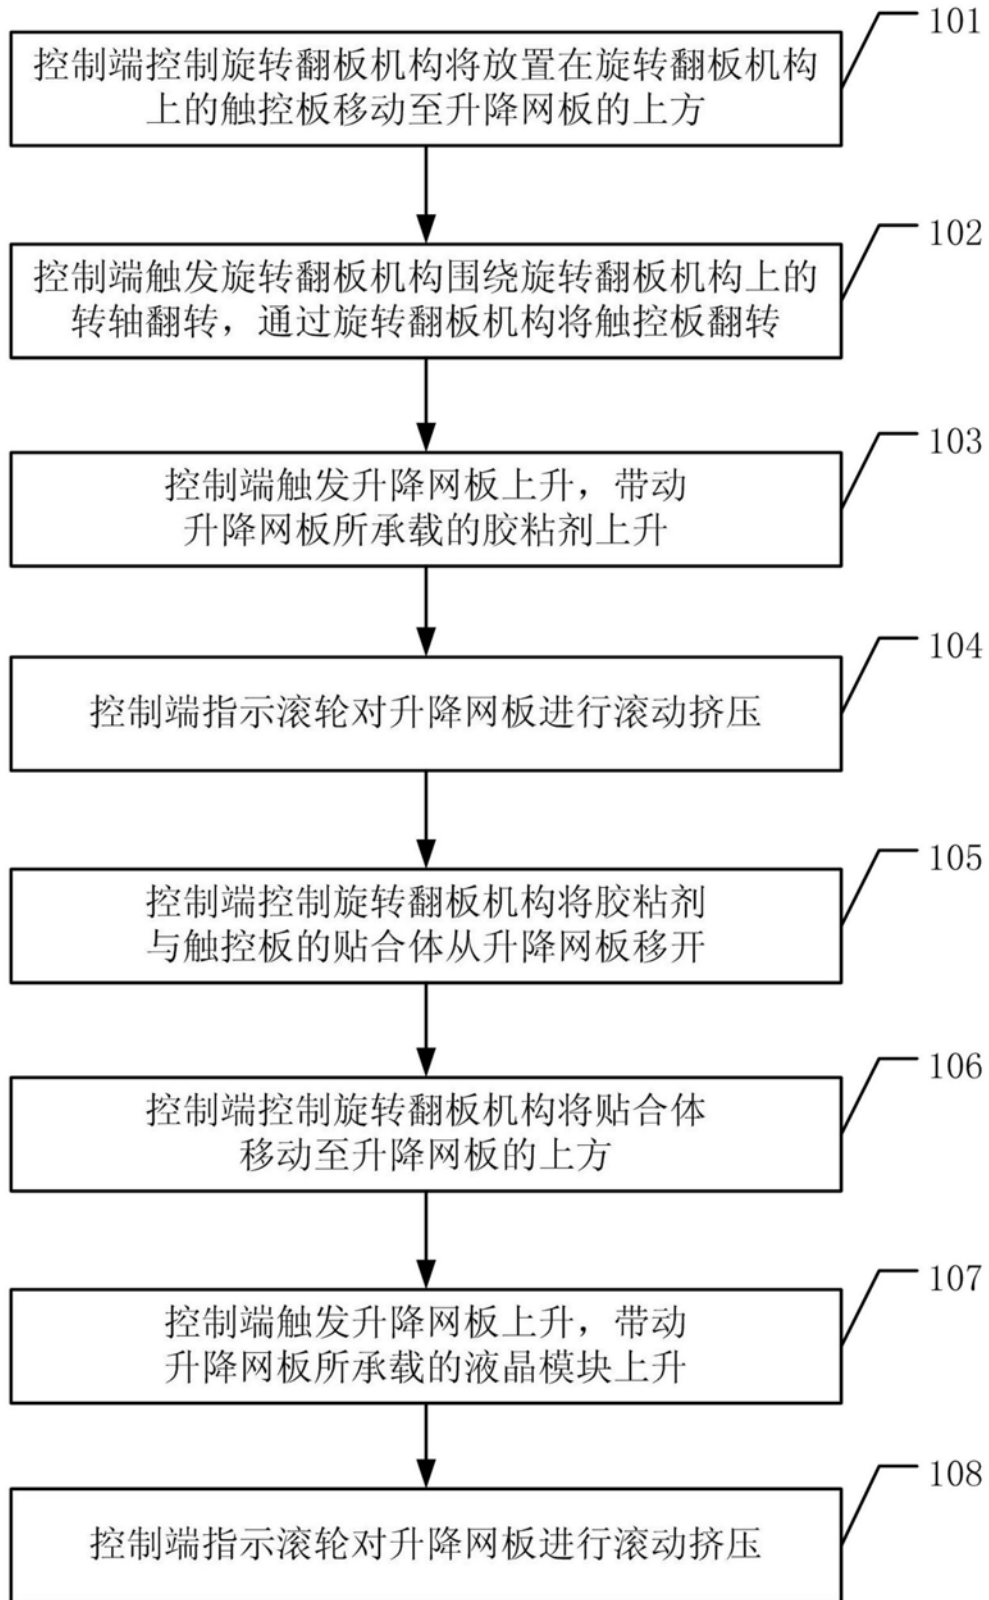 101
控制端控制旋转翻板机构将放置在旋转翻板机构
上的触控板移动至升降网板的上方
102
控制端触发旋转翻板机构围绕旋转翻板机构上的
转轴翻转，通过旋转翻板机构将触控板翻转
103
控制端触发升降网板上升，带动
升降网板所承载的胶粘剂上升
104
控制端指示滚轮对升降网板进行滚动挤压
105
控制端控制旋转翻板机构将胶粘剂
与触控板的贴合体从升降网板移开
106
控制端控制旋转翻板机构将贴合体
移动至升降网板的上方
107
控制端触发升降网板上升，带动
升降网板所承载的液晶模块上升
108
控制端指示滚轮对升降网板进行滚动挤压